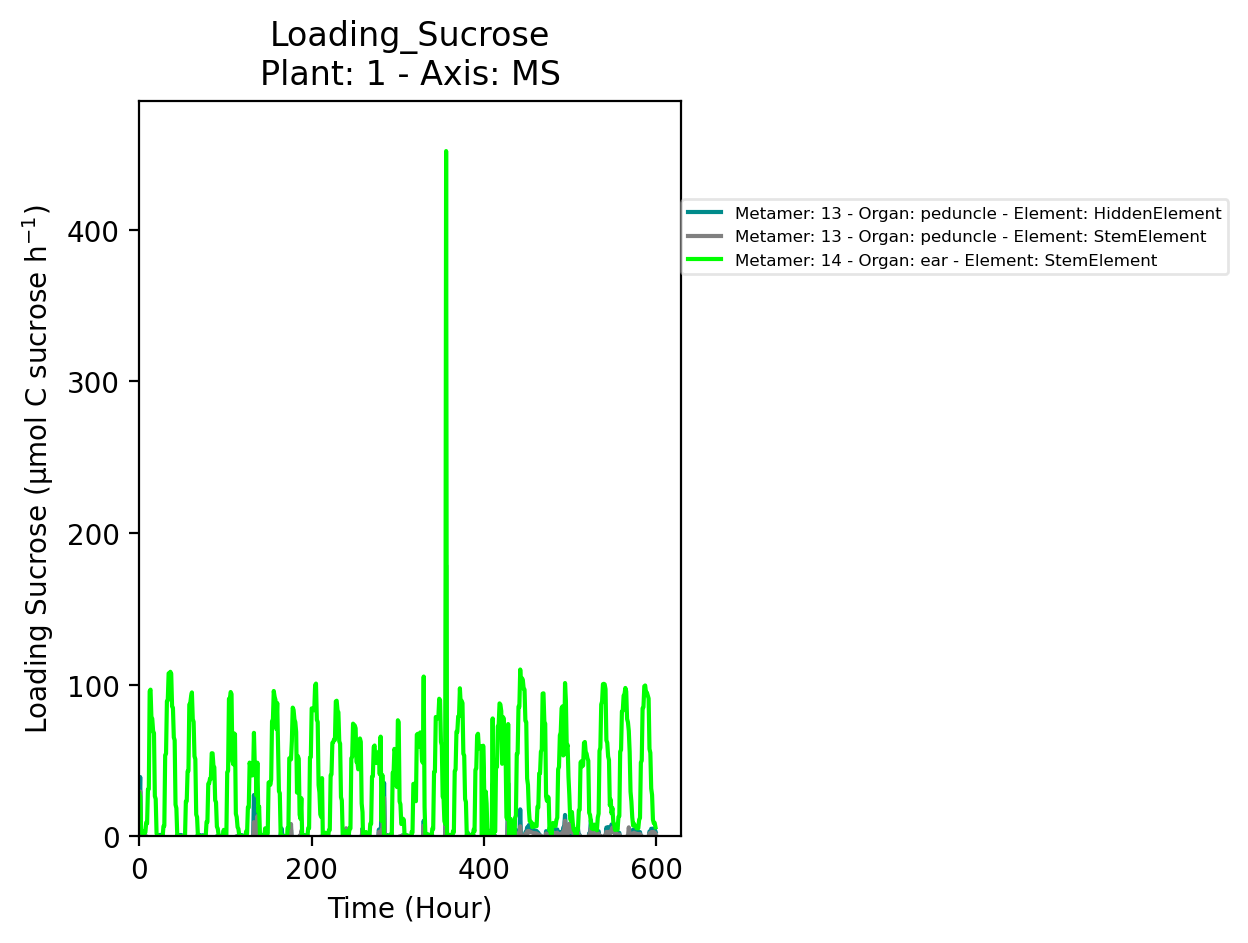 Loading_Sucrose
Plant: 1 - Axis: MS
Loading Sucrose (µmol C sucrose h⁻¹)
400
300
200
100
0
0 200 400 600
Time (Hour)
Metamer: 13 - Organ: peduncle - Element: HiddenElement
Metamer: 13 - Organ: peduncle - Element: StemElement
Metamer: 14 - Organ: ear - Element: StemElement